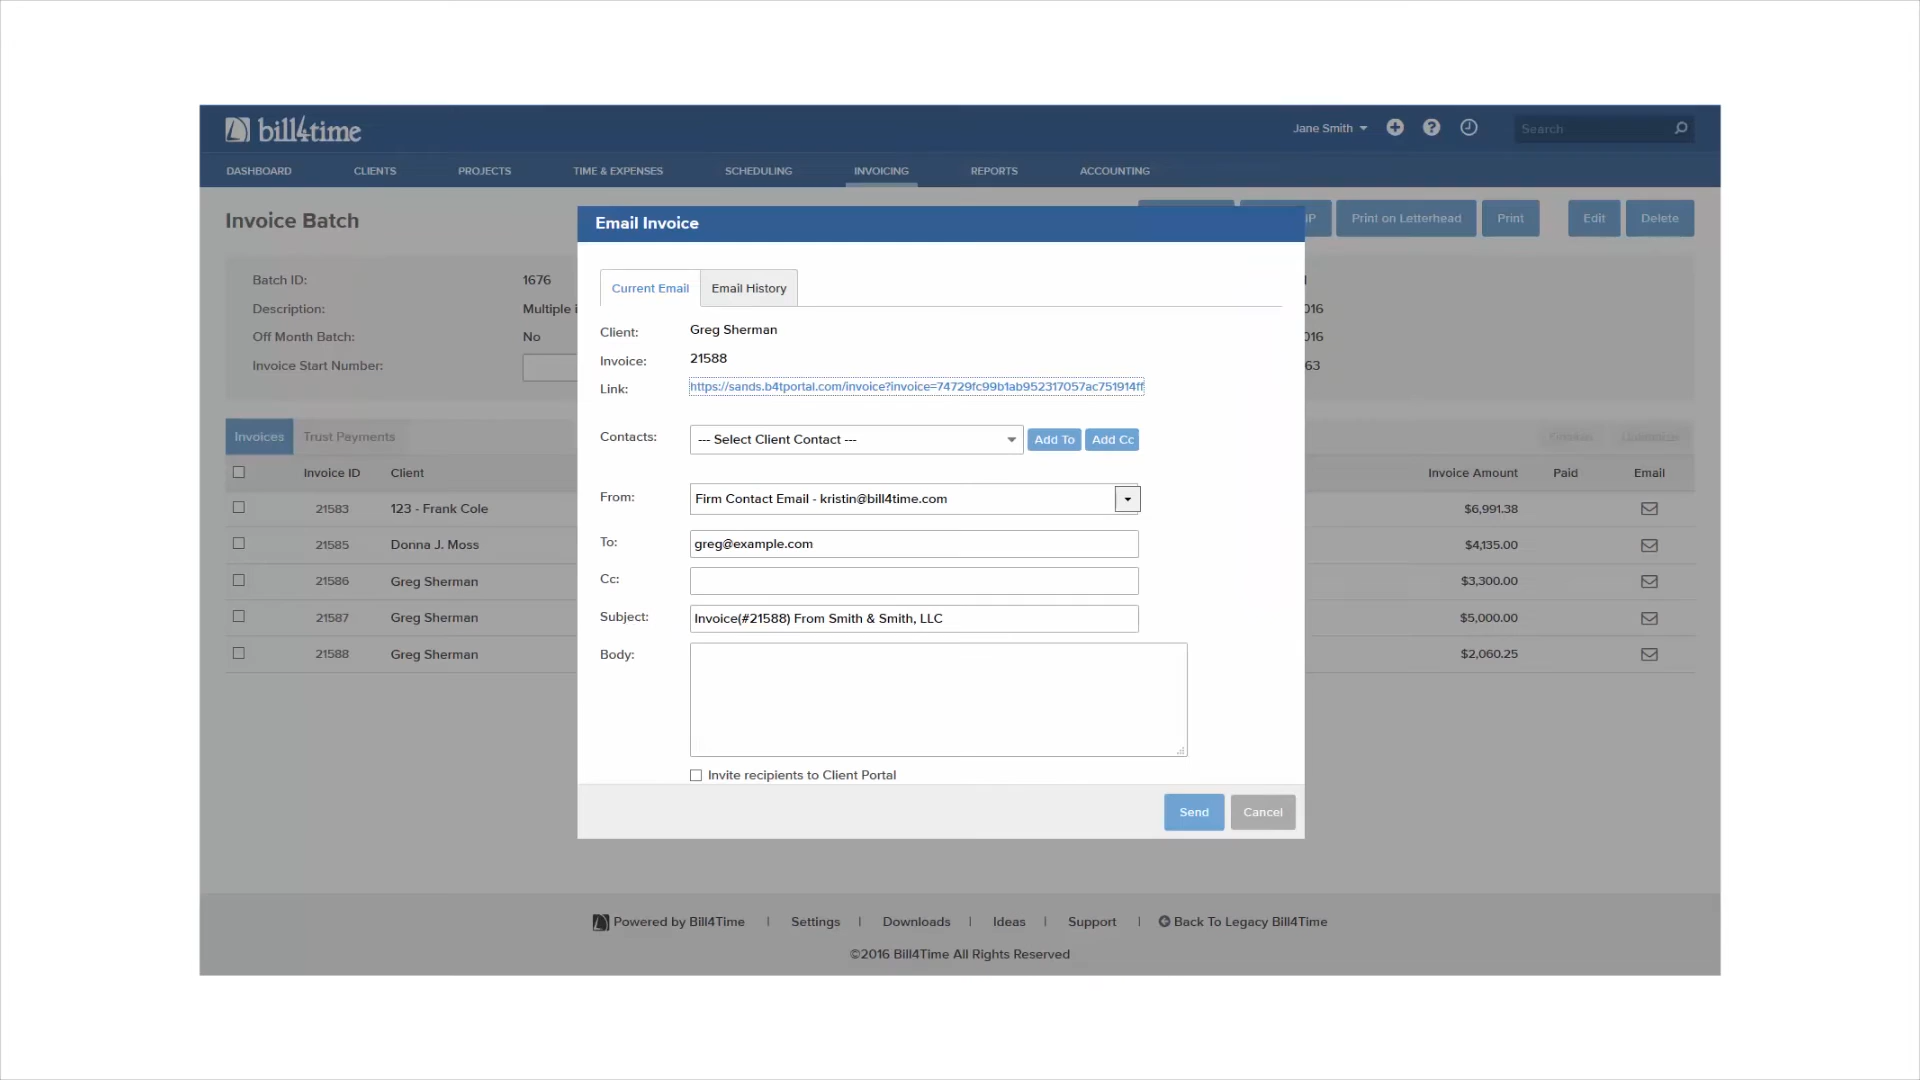 bill4time
Jane Smith
Search
DASHBOARD CLIENTS PROJECTS TIME & EXPENSES SCHEDULING INVOICING REPORTS ACCOUNTING
Invoice Batch
Print on Letterhead Print Edit Delete
Batch ID: 1676
Description: Multiple
Off Month Batch: No
016
Invoice Start Number:
63
Email Invoice
Current Email Email History
Client: Greg Sherman
Invoice: 21588
Link: https://sands.b4tportal.com/invoice?invoice=74729fc99b1ab952317057ac751914ff
Contacts: --- Select Client Contact --- Add To Add Cc
From: Firm Contact Email - kristin@bill4time.com
To: greg@example.com
Cc:
Subject: Invoice(#21588) From Smith & Smith, LLC
Body:
Invite recipients to Client Portal
Send Cancel
Invoices Trust Payments
Invoice ID Client Invoice Amount Paid Email
21583 123 - Frank Cole $6,991.38
21585 Donna J. Moss $4,135.00
21586 Greg Sherman $3,300.00
21587 Greg Sherman $5,000.00
21588 Greg Sherman $2,060.25
Powered by Bill4Time | Settings | Downloads | Ideas | Support | Back To Legacy Bill4Time
©2016 Bill4Time All Rights Reserved